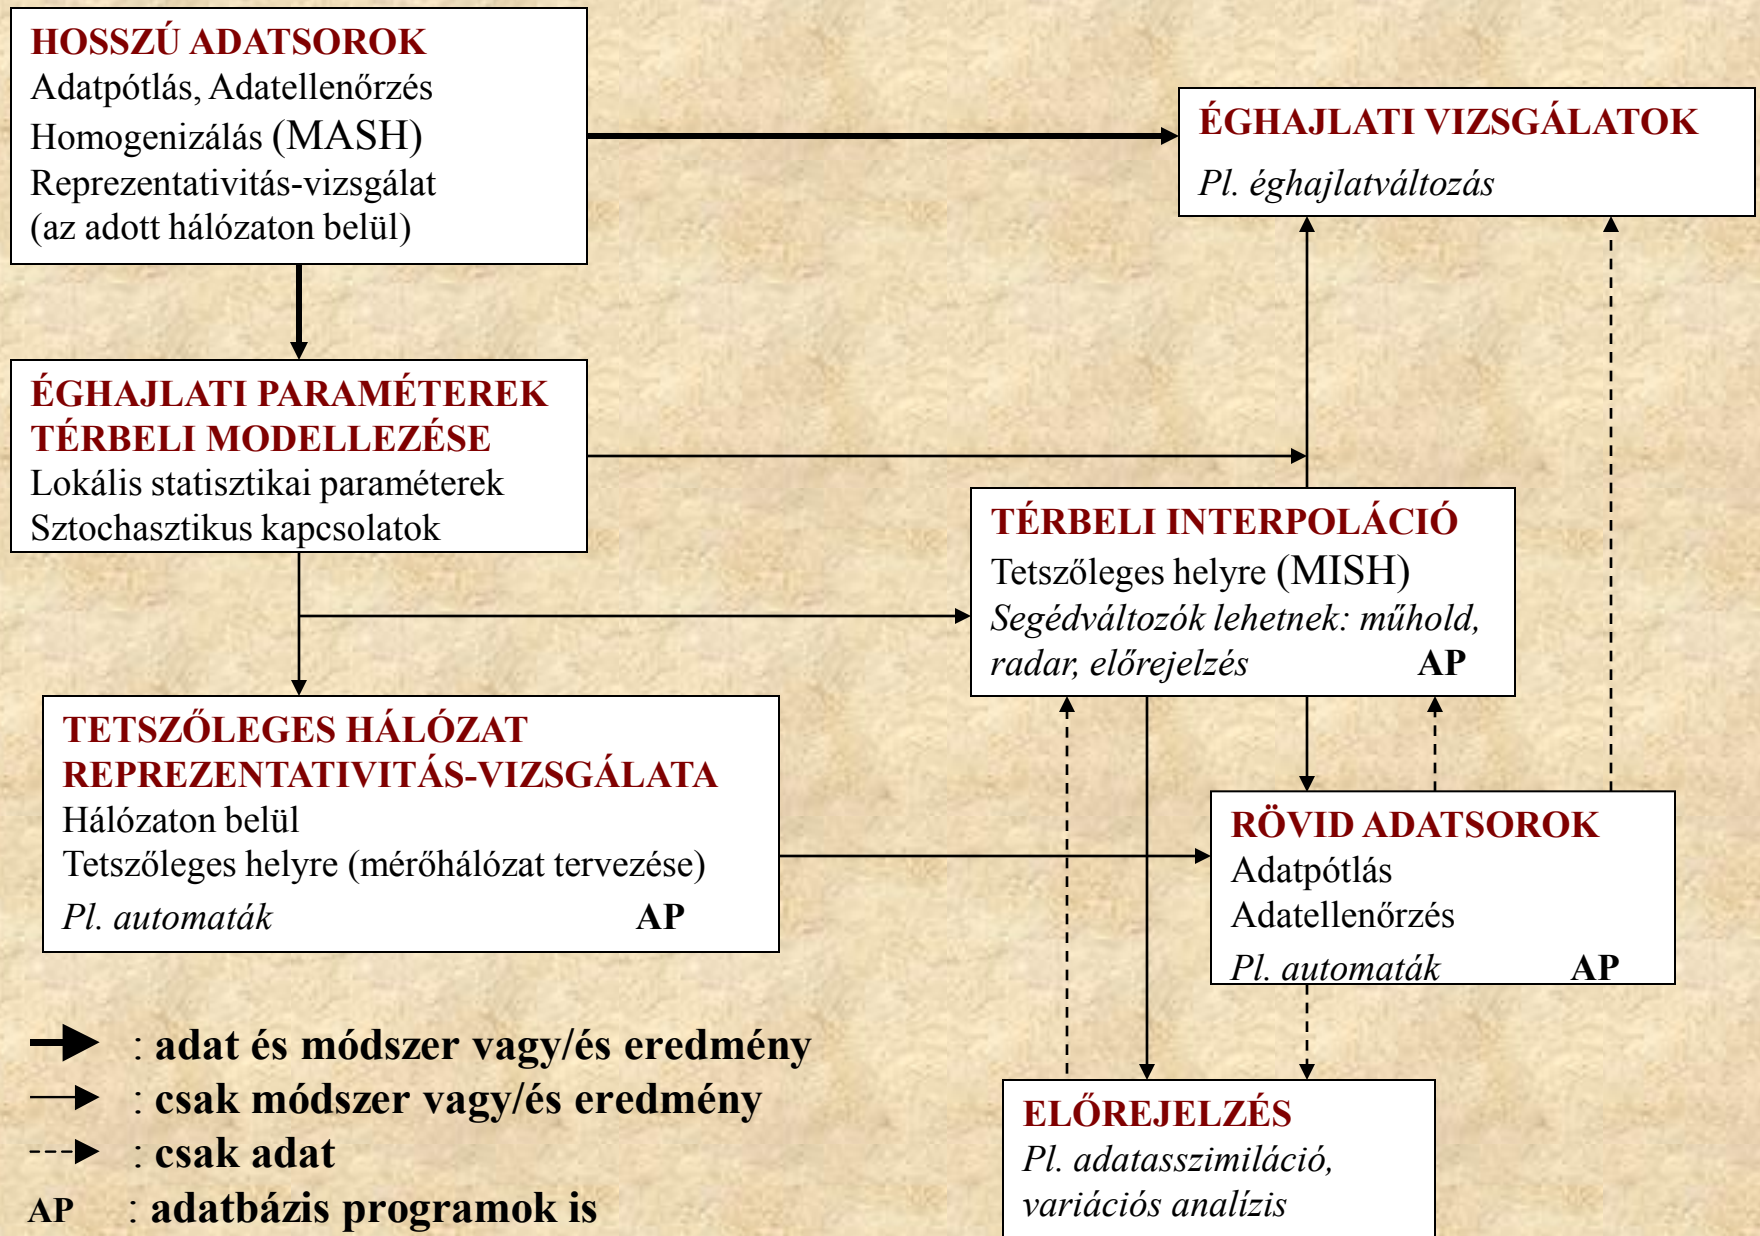 HOSSZÚ ADATSOROK
Adatpótlás, Adatellenőrzés
Homogenizálás (MASH)
Reprezentativitás-vizsgálat
(az adott hálózaton belül)
ÉGHAJLATI VIZSGÁLATOK
Pl. éghajlatváltozás
ÉGHAJLATI PARAMÉTEREK
TÉRBELI MODELLEZÉSE
Lokális statisztikai paraméterek
Sztochasztikus kapcsolatok
TÉRBELI INTERPOLÁCIÓ
Tetszőleges helyre (MISH)
Segédváltozók lehetnek: műhold,
radar, előrejelzés AP
TETSZŐLEGES HÁLÓZAT
REPREZENTATIVITÁS-VIZSGÁLATA
Hálózaton belül
Tetszőleges helyre (mérőhálózat tervezése)
Pl. automaták AP
RÖVID ADATSOROK
Adatpótlás
Adatellenőrzés
Pl. automaták AP
: adat és módszer vagy/és eredmény
: csak módszer vagy/és eredmény
: csak adat
AP : adatbázis programok is
ELŐREJELZÉS
Pl. adatasszimiláció,
variációs analízis